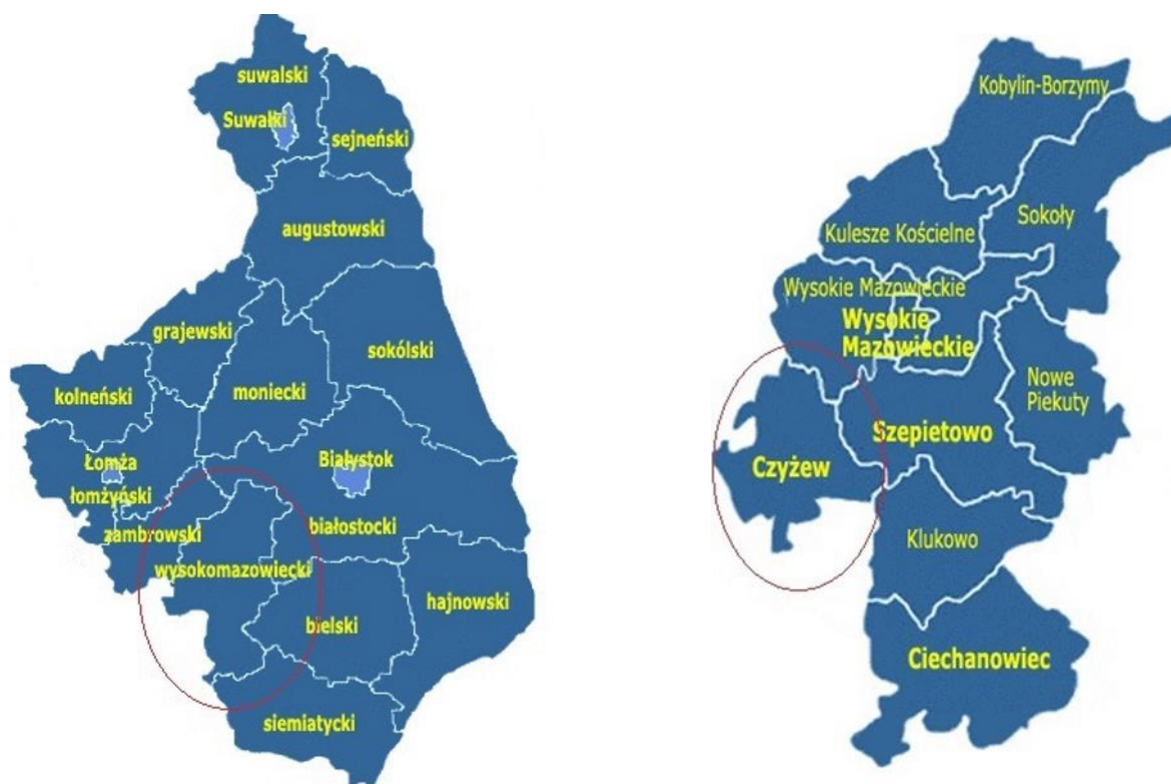 suwalski
Suwałki
sejneński
augustowski
grajewski
sokólski
kolneński
moniecki
Łomża
Białystok
łomżyński
zambrowski
białostocki
wysokomazowiecki
hajnowski
bielski
siemiatycki
Kobylin-Borzymy
Sokoły
Kulesze Kościelne
Wysokie Mazowieckie
Wysokie
Mazowieckie
Nowe
Piekuty
Szepietowo
Czyżew
Klukowo
Ciechanowiec